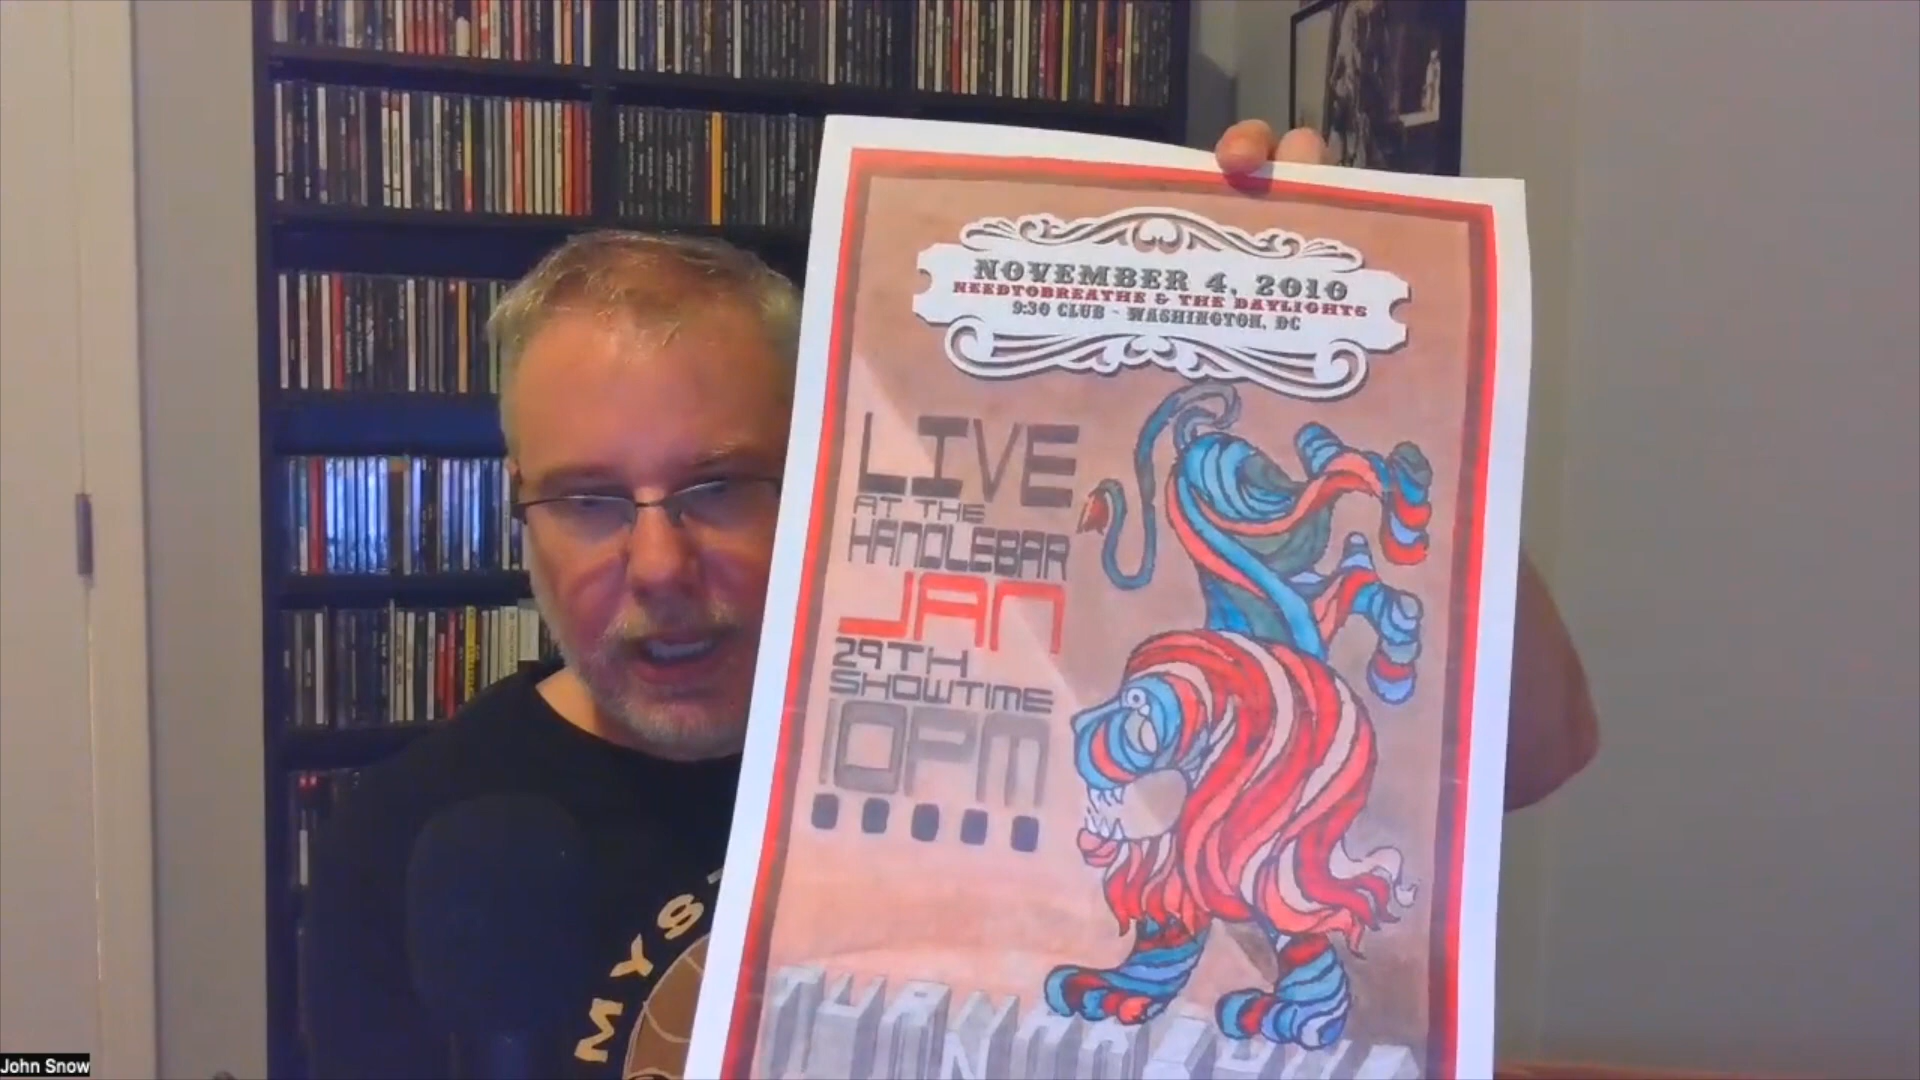 NOVEMBER 4, 2010
NEEDTOBREATHE & THE DAYLIGHTS
9:30 CLUB - WASHINGTON, DC
LIVE
AT THE
HANDLEBAR
JAN
29TH
SHOWTIME
10PM
MYS
John Snow